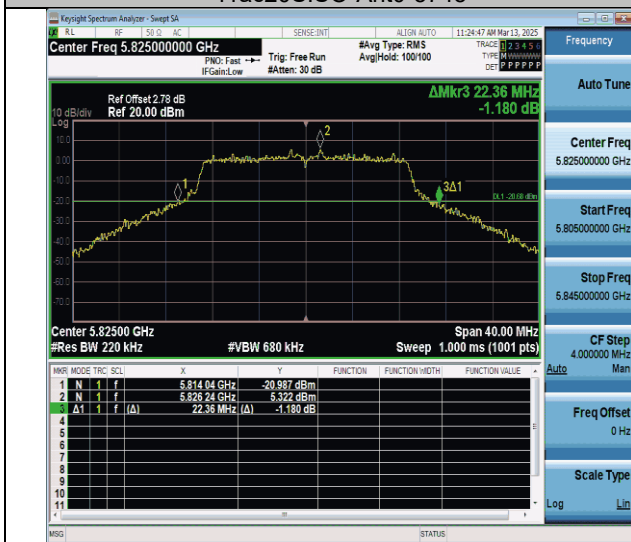 Keysight Spectrum Analyzer - Swept SA
RL RF 50 Ω AC SENSE:INT ALIGN AUTO 11:24:47 AM Mar 13, 2025
Center Freq 5.825000000 GHz
PNO: Fast
IFGain:Low
Trig: Free Run
#Atten: 30 dB
#Avg Type: RMS
Avg|Hold: 100/100
TRACE 1 2 3 4 5 6
TYPE M WWWWW
DET P P P P P P
Ref Offset 2.78 dB
10 dB/div Ref 20.00 dBm
Log
ΔMkr3 22.36 MHz
-1.180 dB
10.0
0.00
-10.0
-20.0
-30.0
-40.0
-50.0
-60.0
-70.0
1
2
3Δ1
Center 5.82500 GHz Span 40.00 MHz
#Res BW 220 kHz #VBW 680 kHz Sweep 1.000 ms (1001 pts)
MKR MODE TRC SCL X Y FUNCTION FUNCTION WIDTH FUNCTION VALUE
1 N 1 f 5.814 04 GHz -20.987 dBm
2 N 1 f 5.826 24 GHz 5.322 dBm
3 Δ1 1 f (Δ) 22.36 MHz (Δ) -1.180 dB
4
5
6
7
8
9
10
11
MSG STATUS
Frequency
Auto Tune
Center Freq
5.825000000 GHz
Start Freq
5.805000000 GHz
Stop Freq
5.845000000 GHz
CF Step
4.000000 MHz
Auto Man
Freq Offset
0 Hz
Scale Type
Log Lin